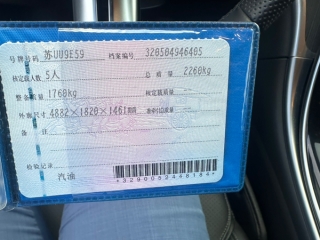 号牌号码 苏UU9E59 档案编号 320504946405
核定载人数 5人 总质量 2260kg
整备质量 1760kg 核定载质量
外廓尺寸 4882×1820×1461mm 准牵引总质量
备注
检验记录
汽油
*3200053448184*